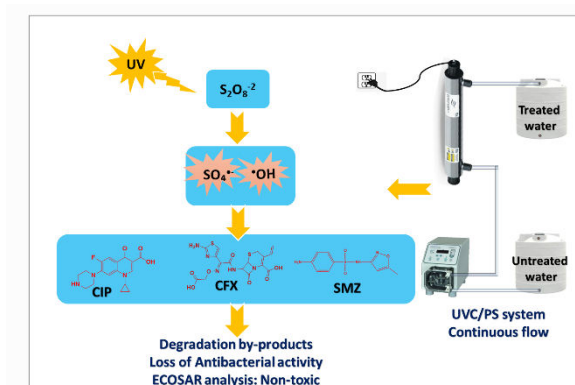 UV
S₂O₈⁻²
SO₄•⁻ •OH
CIP
CFX
SMZ
Degradation by-products
Loss of Antibacterial activity
ECOSAR analysis: Non-toxic
Treated
water
Untreated
water
UVC/PS system
Continuous flow